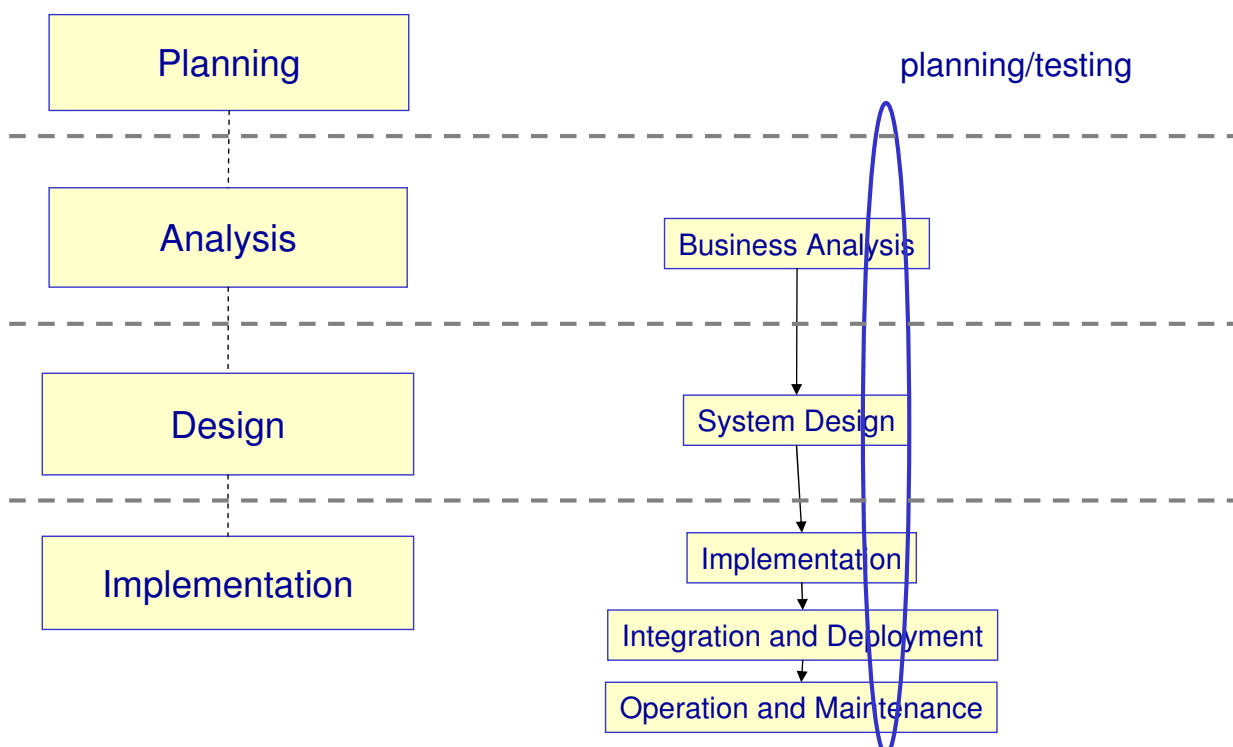 Planning
planning/testing
Analysis
Business Analysis
Design
System Design
Implementation
Implementation
Integration and Deployment
Operation and Maintenance